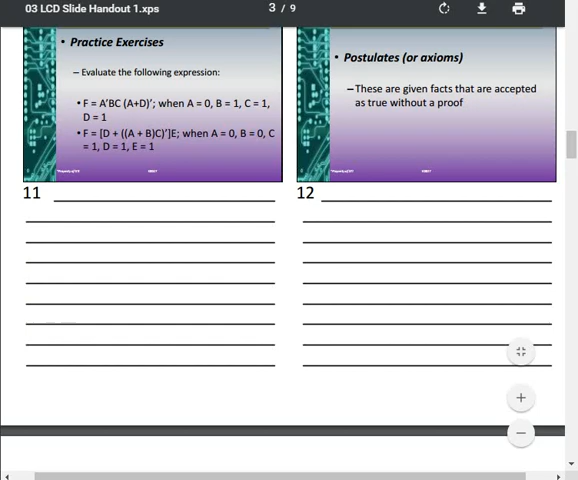 03 LCD Slide Handout 1.xps
3 / 9
• Practice Exercises
– Evaluate the following expression:
• F = A'BC (A+D)'; when A = 0, B = 1, C = 1,
D = 1
• F = [D + ((A + B)C)']E; when A = 0, B = 0, C
= 1, D = 1, E = 1
• Postulates (or axioms)
– These are given facts that are accepted
as true without a proof
11
12